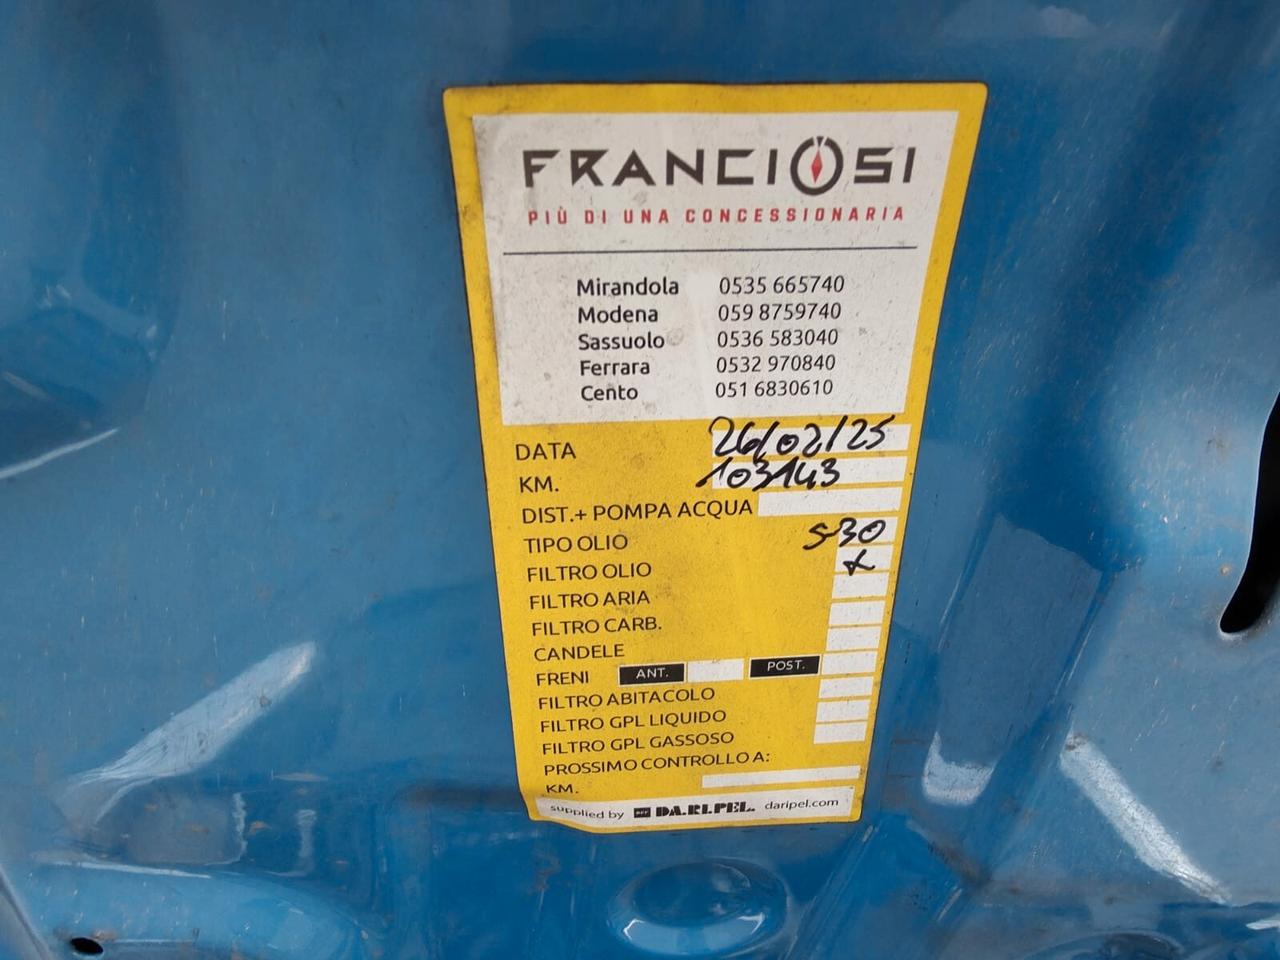 FRANCIOSI
PIÙ DI UNA CONCESSIONARIA
Mirandola 0535 665740
Modena 059 8759740
Sassuolo 0536 583040
Ferrara 0532 970840
Cento 051 6830610
DATA 26/02/25
KM. 103143
DIST.+ POMPA ACQUA
TIPO OLIO 5-30
FILTRO OLIO X
FILTRO ARIA
FILTRO CARB.
CANDELE
FRENI ANT. POST.
FILTRO ABITACOLO
FILTRO GPL LIQUIDO
FILTRO GPL GASSOSO
PROSSIMO CONTROLLO A:
KM.
supplied by DA.RI.PEL. daripel.com